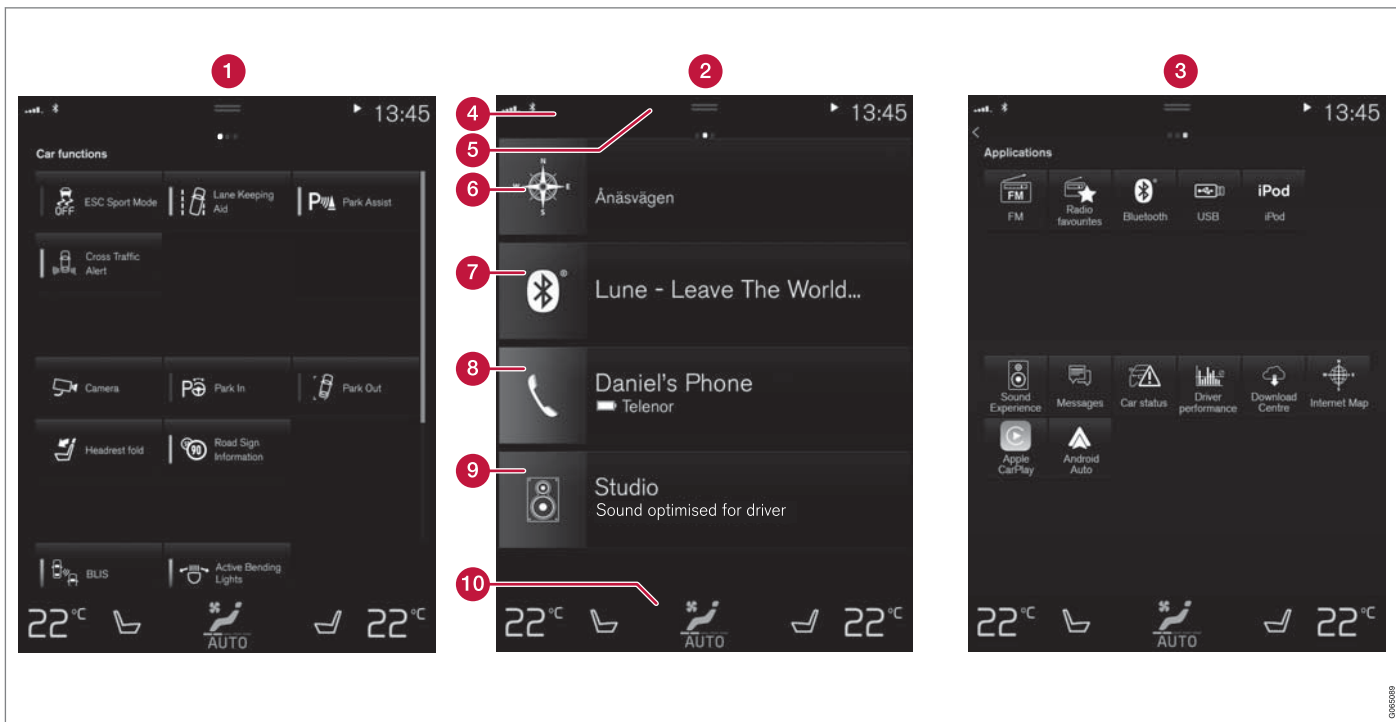 1
2
3
13:45
Car functions
OFF
ESC Sport Mode
Lane Keeping
Aid
P
Park Assist
Cross Traffic
Alert
Camera
P
Park In
Park Out
Headrest fold
90
Road Sign
Information
BLIS
Active Bending
Lights
22°C
AUTO
22°C
4
5
6
7
8
9
10
13:45
N
W
E
S
Ånäsvägen
®
Lune - Leave The World...
Daniel's Phone
Telenor
Studio
Sound optimised for driver
22°C
AUTO
22°C
13:45
<
Applications
FM
FM
Radio
favourites
Bluetooth
USB
iPod
iPod
Sound
Experience
Messages
Car status
Driver
performance
Download
Centre
Internet Map
Apple
CarPlay
Android
Auto
22°C
AUTO
22°C
G065089